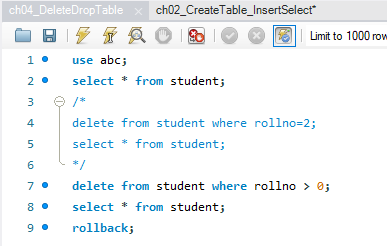 ch04_DeleteDropTable ch02_CreateTable_InsertSelect*
Limit to 1000 row
1 use abc;
2 select * from student;
3 /*
4 delete from student where rollno=2;
5 select * from student;
6 */
7 delete from student where rollno > 0;
8 select * from student;
9 rollback;